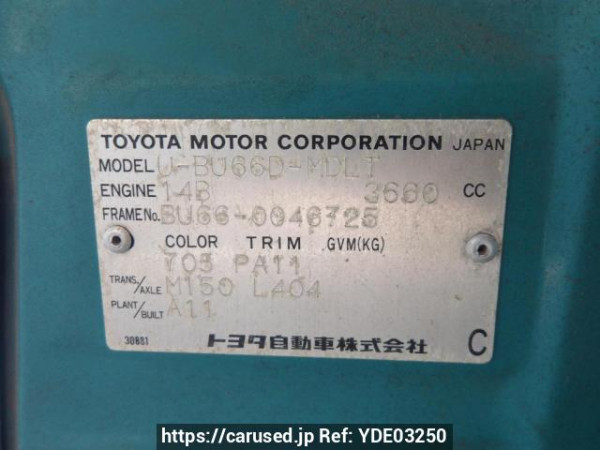 TOYOTA MOTOR CORPORATION JAPAN
MODEL U-BU66D-MDLT
ENGINE 14B 3660 CC
FRAME No. BU66-0046725
COLOR TRIM GVM(KG)
705 PA11
TRANS./AXLE M150 L404
PLANT/BUILT A11
30BS1 トヨタ自動車株式会社 C
https://carused.jp Ref: YDE03250